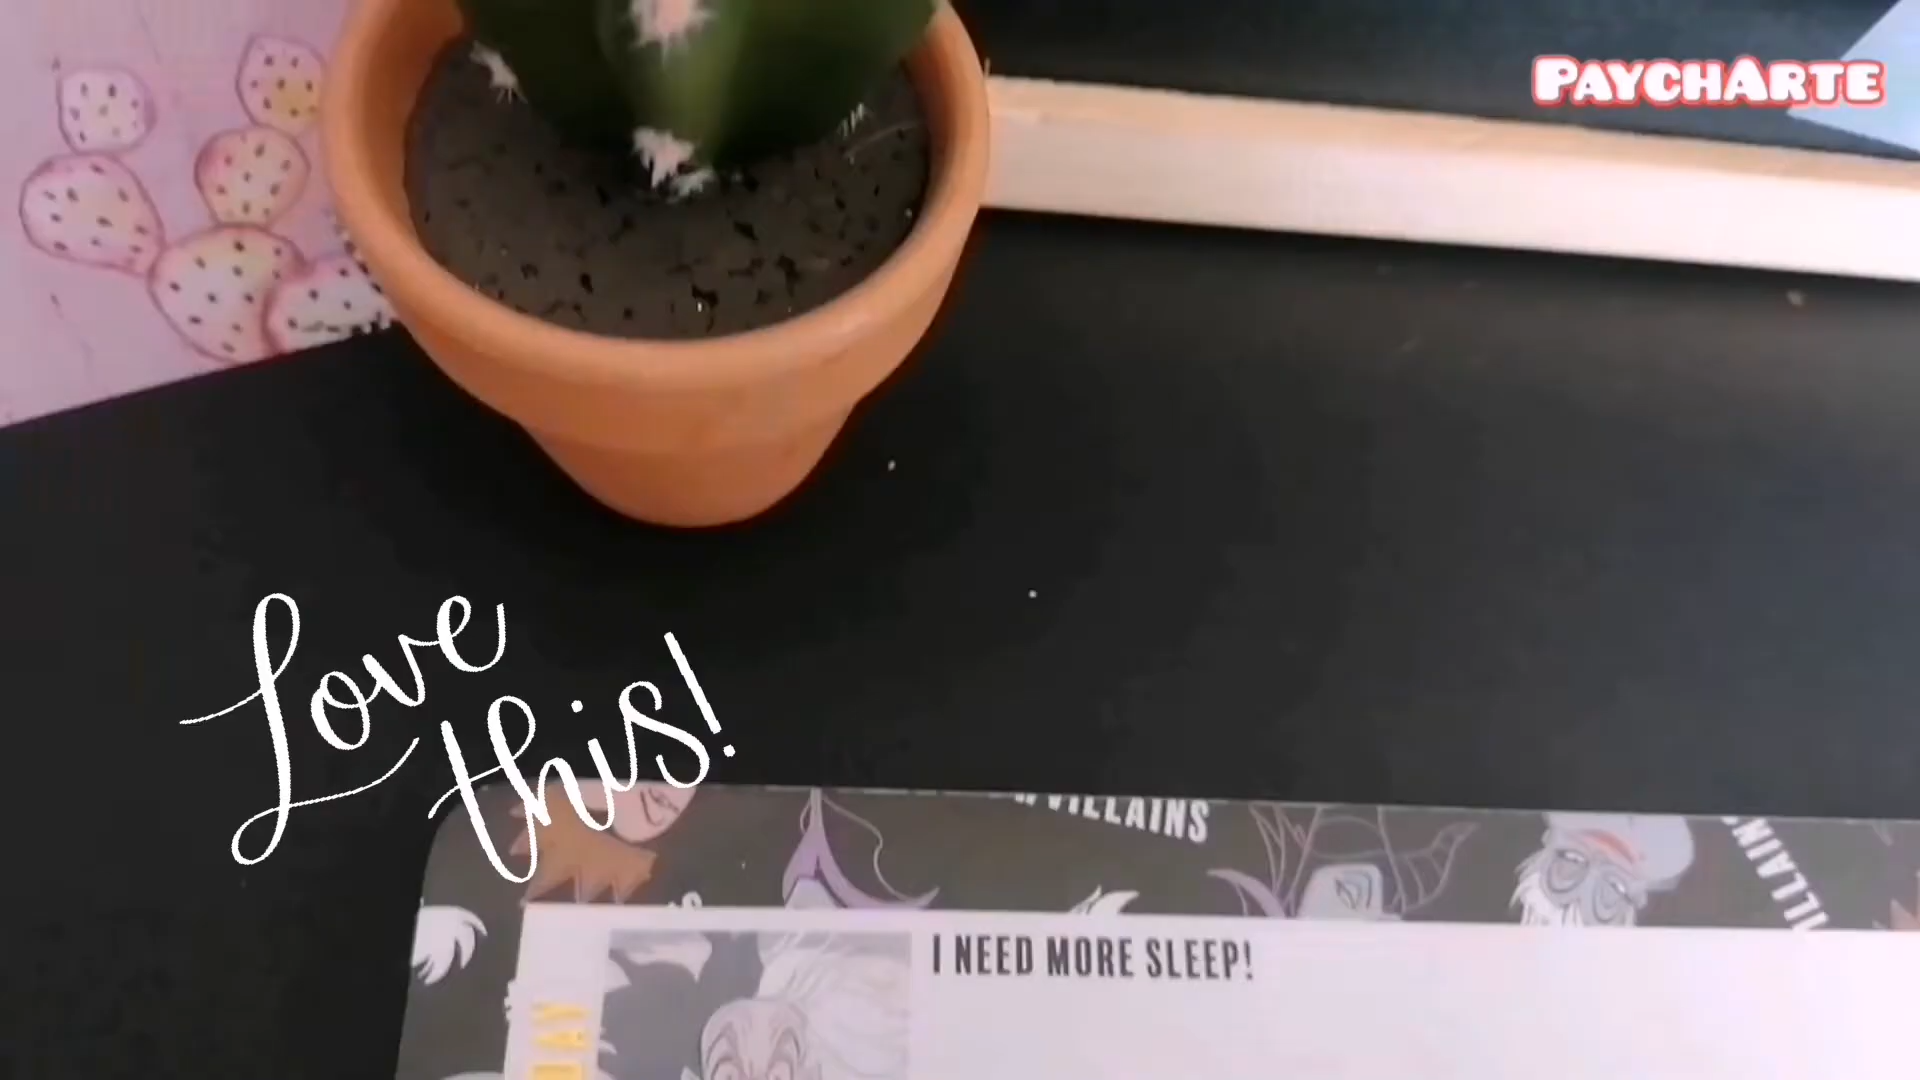 PAYCHARTE
Love
this!
VILLAINS
I NEED MORE SLEEP!